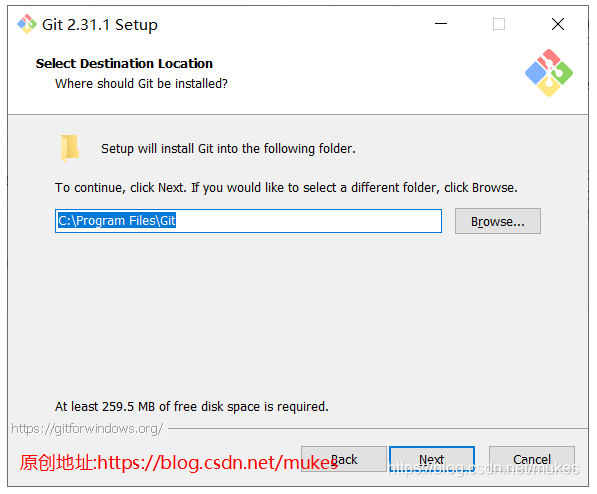 Git 2.31.1 Setup
Select Destination Location
Where should Git be installed?
Setup will install Git into the following folder.
To continue, click Next. If you would like to select a different folder, click Browse.
C:\Program Files\Git
Browse...
At least 259.5 MB of free disk space is required.
https://gitforwindows.org/
原创地址:https://blog.csdn.net/mukes
Back
Next
Cancel
https://blog.csdn.net/mukes